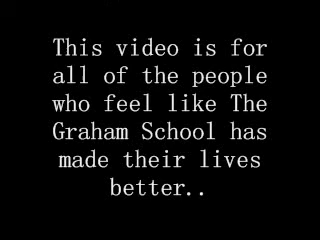 This video is for
all of the people
who feel like The
Graham School has
made their lives
better..